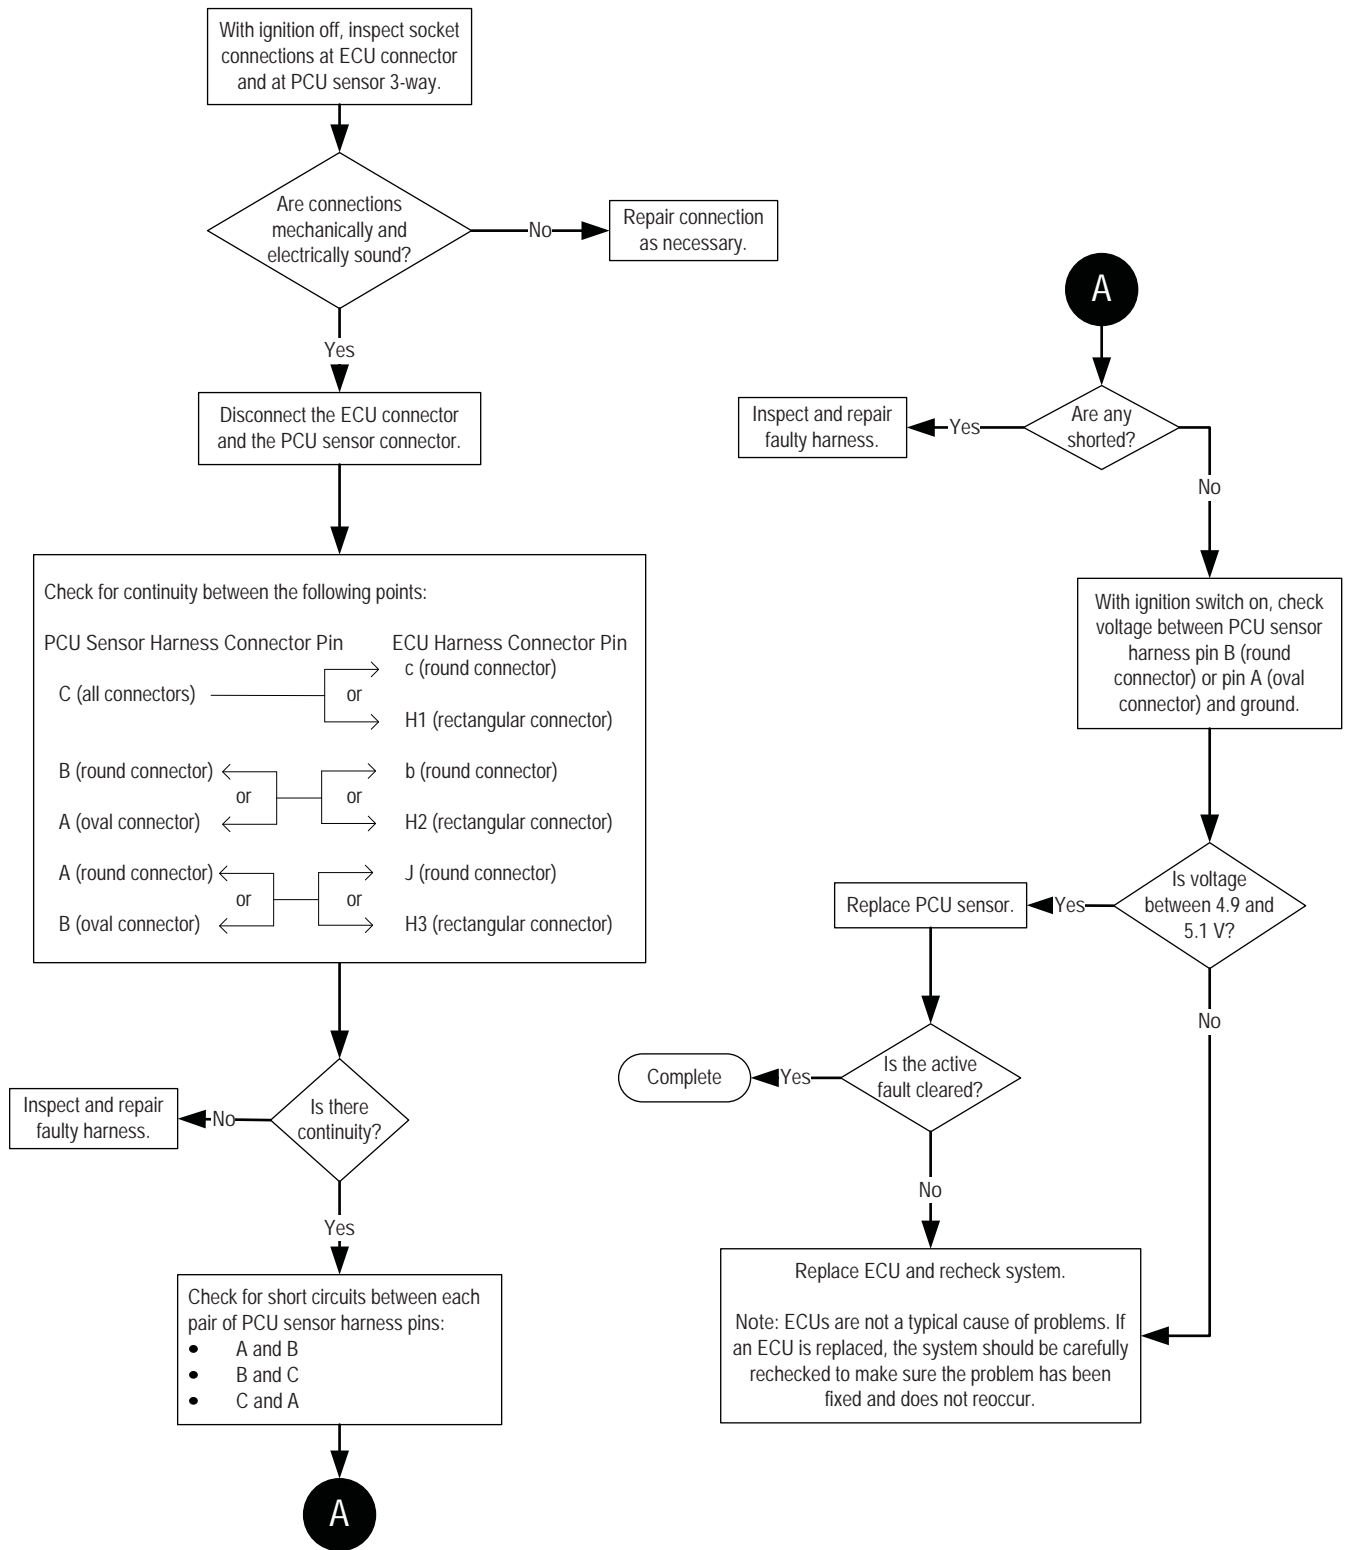 With ignition off, inspect socket
connections at ECU connector
and at PCU sensor 3-way.
Are connections
mechanically and
electrically sound?
No
Repair connection
as necessary.
Yes
Disconnect the ECU connector
and the PCU sensor connector.
Check for continuity between the following points:
PCU Sensor Harness Connector Pin
ECU Harness Connector Pin
C (all connectors)
c (round connector)
or
H1 (rectangular connector)
B (round connector)
or
A (oval connector)
b (round connector)
or
H2 (rectangular connector)
A (round connector)
or
B (oval connector)
J (round connector)
or
H3 (rectangular connector)
Is there
continuity?
No
Inspect and repair
faulty harness.
Yes
Check for short circuits between each
pair of PCU sensor harness pins:
• A and B
• B and C
• C and A
A
A
Are any
shorted?
Yes
Inspect and repair
faulty harness.
No
With ignition switch on, check
voltage between PCU sensor
harness pin B (round
connector) or pin A (oval
connector) and ground.
Is voltage
between 4.9 and
5.1 V?
Yes
Replace PCU sensor.
No
Is the active
fault cleared?
Yes
Complete
No
Replace ECU and recheck system.
Note: ECUs are not a typical cause of problems. If
an ECU is replaced, the system should be carefully
rechecked to make sure the problem has been
fixed and does not reoccur.